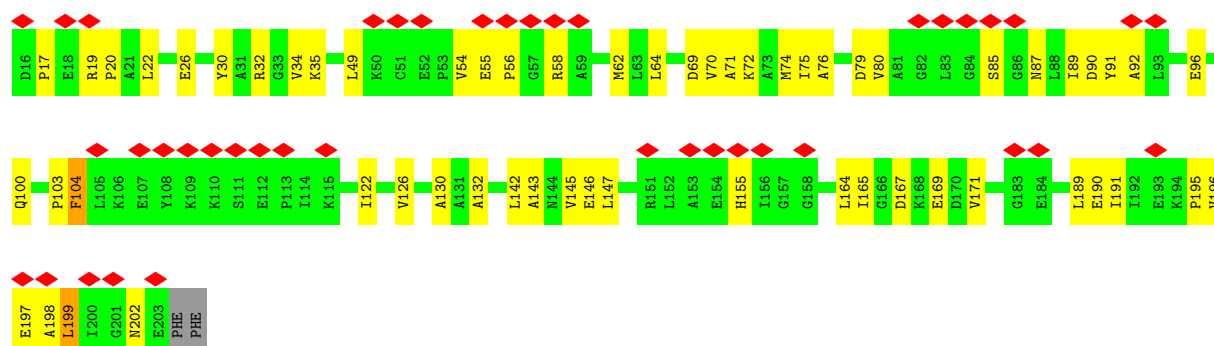 D16 P17 E18 R19 P20 A21 L22 E26 Y30 A31 R32 G33 V34 K35 L49 K50 C51 E52 P53 V54 E55 P56 G57 R58 A59 M62 L63 L64 D69 V70 A71 K72 A73 M74 I75 A76 D79 V80 A81 G82 L83 G84 S85 G86 N87 L88 I89 D90 Y91 A92 L93 E96
Q100 P103 F104 L105 K106 E107 Y108 K109 K110 S111 E112 P113 I114 K115 I122 V126 A130 A131 A132 L142 A143 N144 V145 E146 L147 R151 L152 A153 E154 H155 I156 G157 G158 L164 I165 G166 D167 K168 E169 D170 V171 G183 E184 L189 E190 I191 I192 E193 K194 P195 V196
E197 A198 L199 I200 G201 N202 E203 PHE PHE